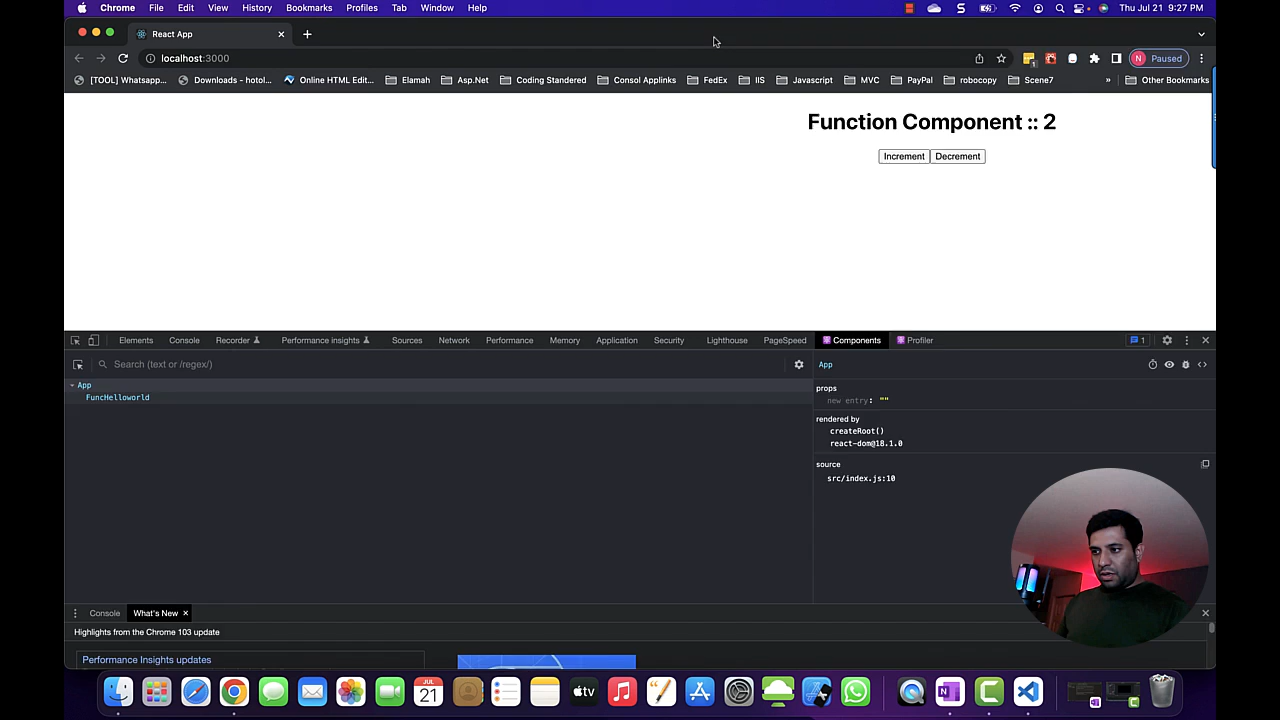 Chrome File Edit View History Bookmarks Profiles Tab Window Help Thu Jul 21 9:27 PM
React App
localhost:3000 N Paused
[TOOL] Whatsapp... Downloads - hotol... Online HTML Edit... Elamah Asp.Net Coding Standered Consol Applinks FedEx IIS Javascript MVC PayPal robocopy Scene7 » Other Bookmarks
Function Component :: 2
Increment Decrement
Elements Console Recorder Performance insights Sources Network Performance Memory Application Security Lighthouse PageSpeed Components Profiler 1
Search (text or /regex/)
App
FuncHelloworld
App
props
new entry: ""
rendered by
createRoot()
react-dom@18.1.0
source
src/index.js:10
Console What's New
Highlights from the Chrome 103 update
Performance Insights updates
JUL
21
tv